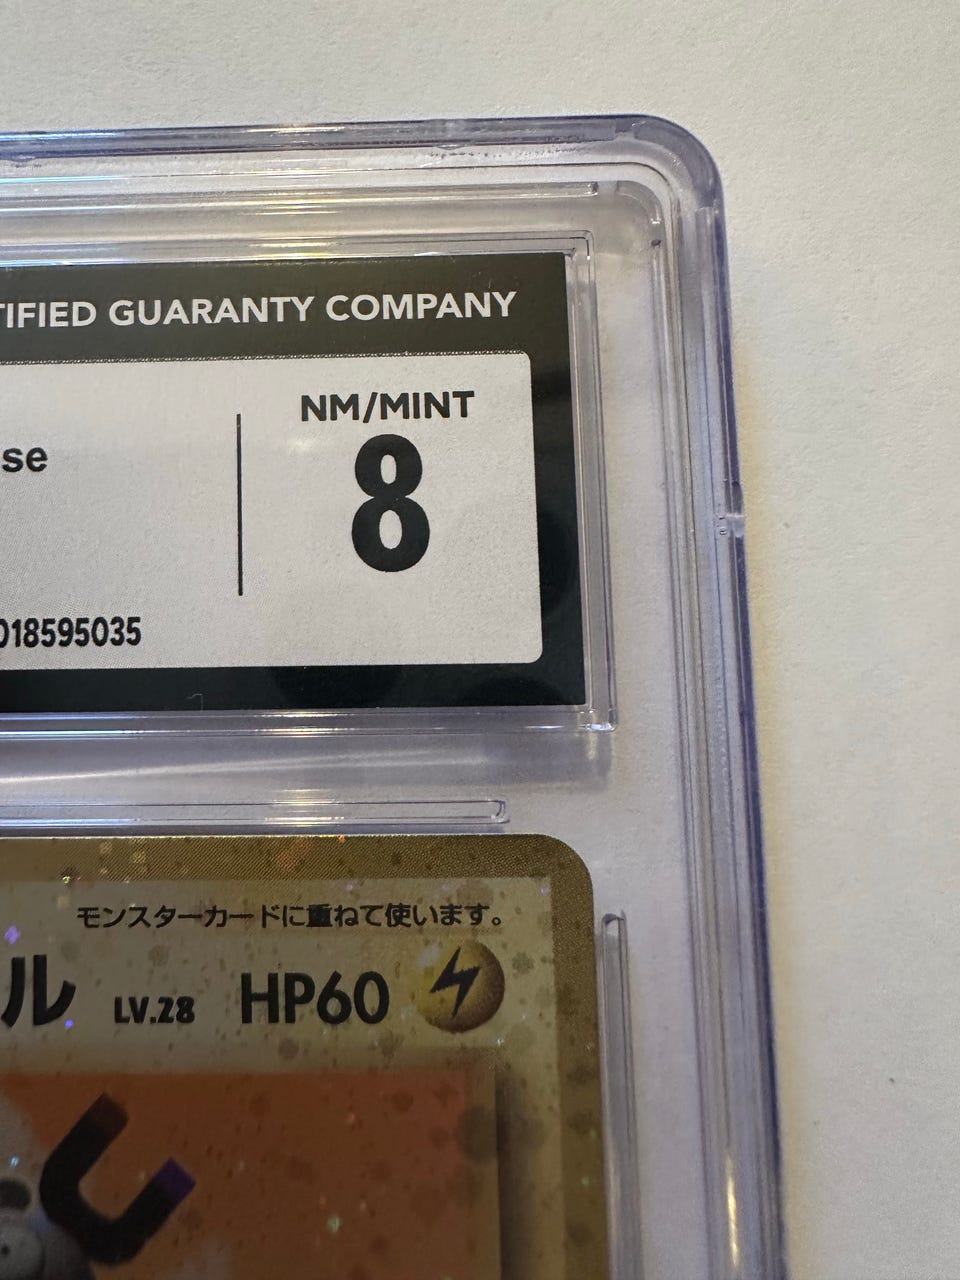 TIFIED GUARANTY COMPANY
NM/MINT
8
se
018595035
モンスターカードに重ねて使います。
ル LV.28 HP60